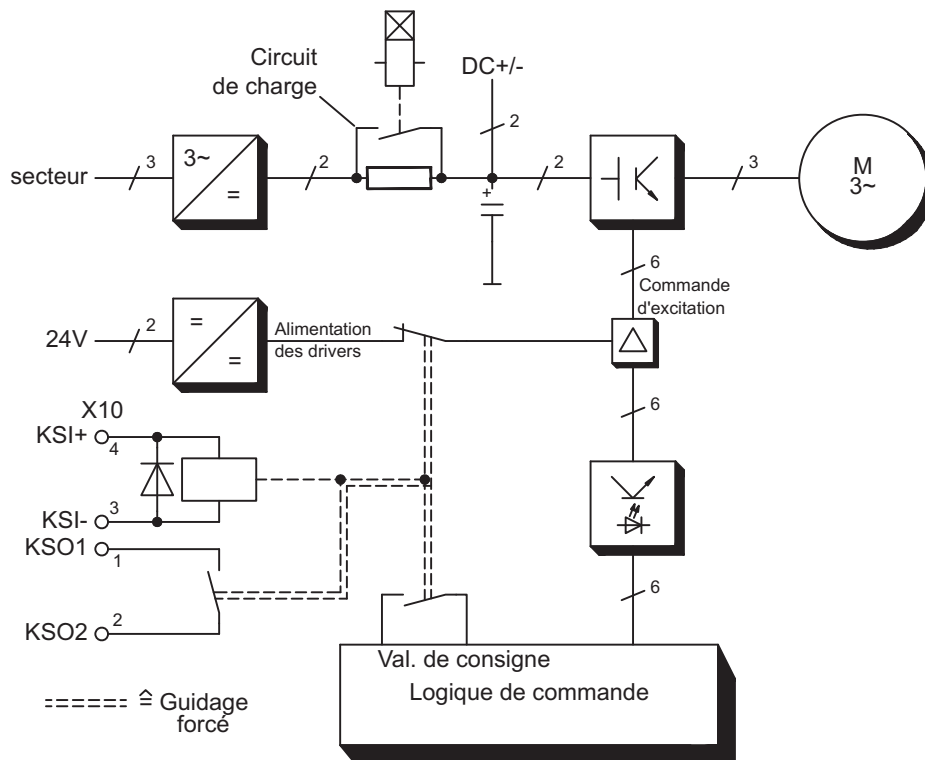 Circuit
de charge
DC+/-
2
secteur
3
3~
=
2
+
2
3
M
3~
6
Commande
d'excitation
24V
2
=
=
Alimentation
des drivers
6
X10
KSI+
4
KSI-
3
KSO1
1
KSO2
2
6
Val. de consigne
Logique de commande
≙ Guidage
forcé